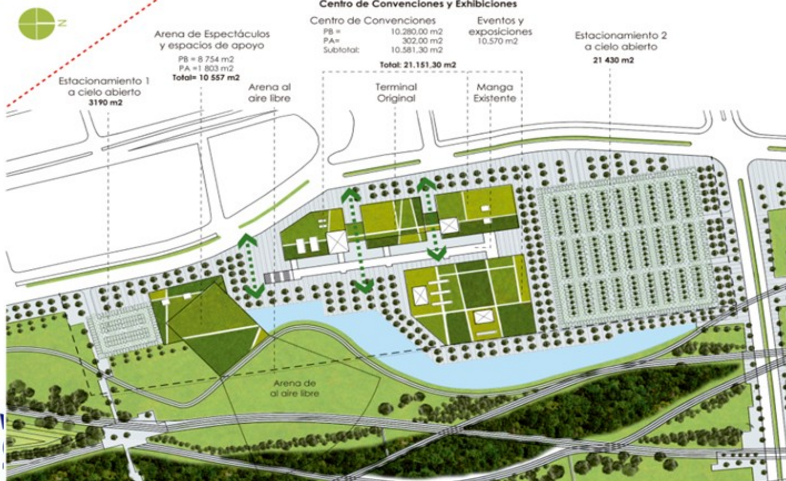 Centro de Convenciones y Exhibiciones
N
Arena de Espectáculos
y espacios de apoyo
PB = 8 754 m2
PA =1 803 m2
Total= 10 557 m2
Centro de Convenciones
PB = 10.280,00 m2
PA= 302,00 m2
Subtotal: 10.581,30 m2
Eventos y
exposiciones
10.570 m2
Total: 21.151,30 m2
Estacionamiento 2
a cielo abierto
21 430 m2
Estacionamiento 1
a cielo abierto
3190 m2
Arena al
aire libre
Terminal
Original
Manga
Existente
Arena de
al aire libre